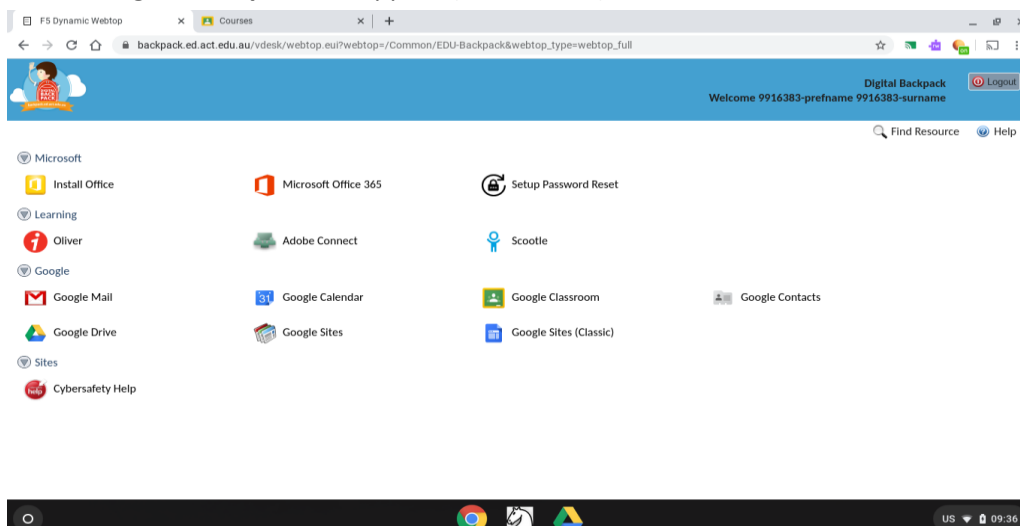 F5 Dynamic Webtop
Courses
backpack.ed.act.edu.au/vdesk/webtop.eui?webtop=/Common/EDU-Backpack&webtop_type=webtop_full
Digital Backpack
Logout
Welcome 9916383-prefname 9916383-surname
Find Resource
Help
Microsoft
Install Office
Microsoft Office 365
Setup Password Reset
Learning
Oliver
Adobe Connect
Scootle
Google
Google Mail
31
Google Calendar
Google Classroom
Google Contacts
Google Drive
Google Sites
Google Sites (Classic)
Sites
help
Cybersafety Help
US
09:36